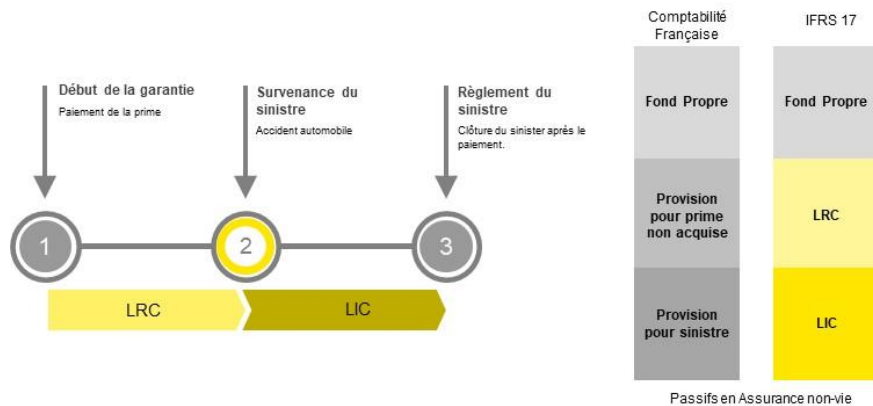 Début de la garantie
Paiement de la prime
Survenance du
sinistre
Accident automobile
Règlement du
sinistre
Clôture du sinister après le
paiement.
1
2
3
LRC
LIC
Comptabilité
Française
IFRS 17
Fond Propre
Fond Propre
Provision
pour prime
non acquise
LRC
Provision
pour sinistre
LIC
Passifs en Assurance non-vie